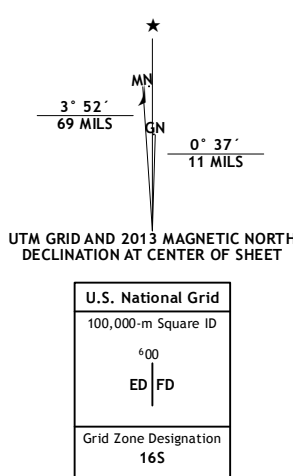 ★
MN
3° 52´
69 MILS
GN
0° 37´
11 MILS
UTM GRID AND 2013 MAGNETIC NORTH
DECLINATION AT CENTER OF SHEET
U.S. National Grid
100,000-m Square ID
⁶00
ED FD
Grid Zone Designation
16S